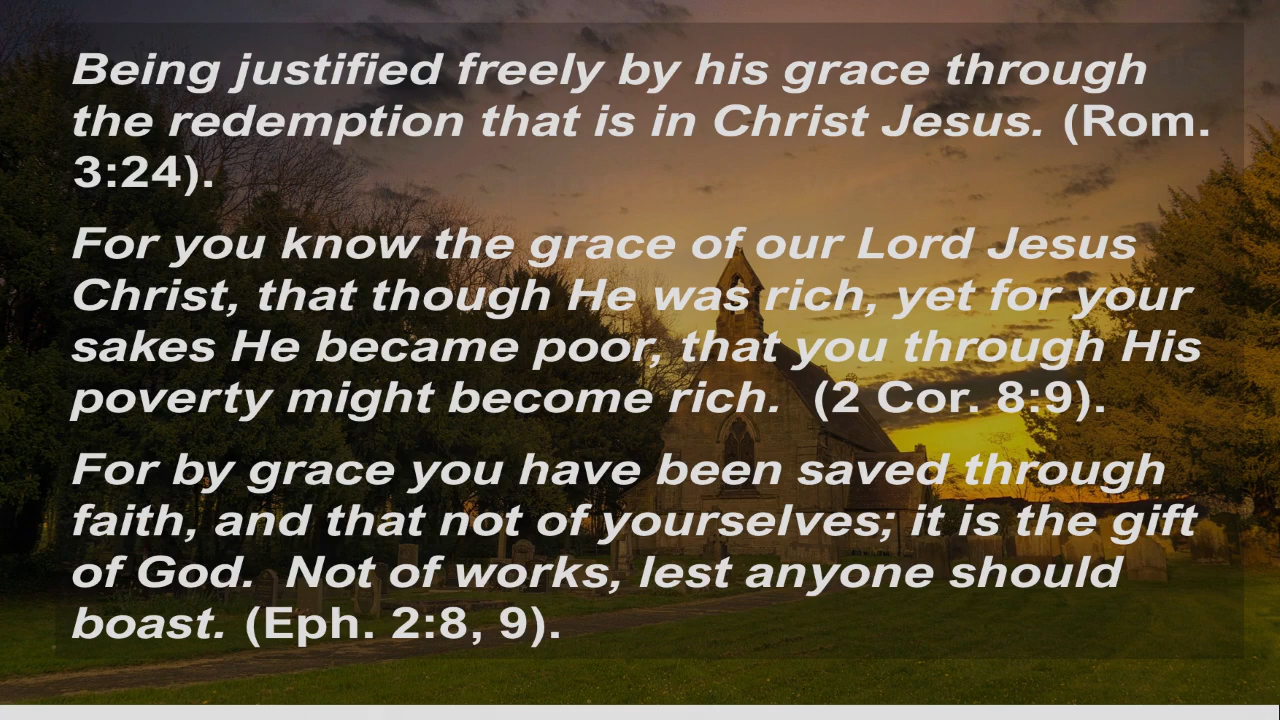 Being justified freely by his grace through
the redemption that is in Christ Jesus. (Rom.
3:24).
For you know the grace of our Lord Jesus
Christ, that though He was rich, yet for your
sakes He became poor, that you through His
poverty might become rich.  (2 Cor. 8:9).
For by grace you have been saved through
faith, and that not of yourselves; it is the gift
of God.  Not of works, lest anyone should
boast. (Eph. 2:8, 9).